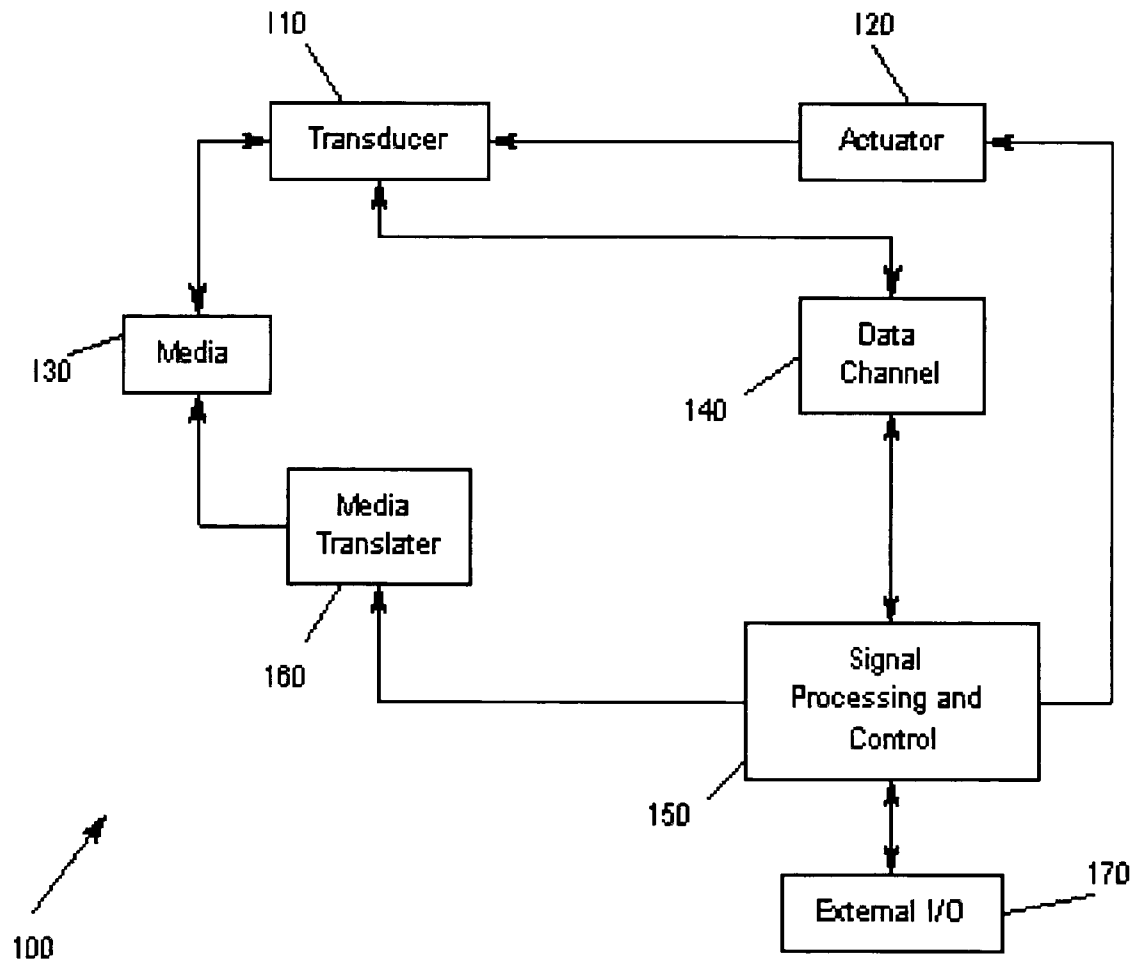 110
120
Transducer
Actuator
130
Media
Data
Channel
140
Media
Translater
160
Signal
Processing and
Control
150
170
External I/O
100